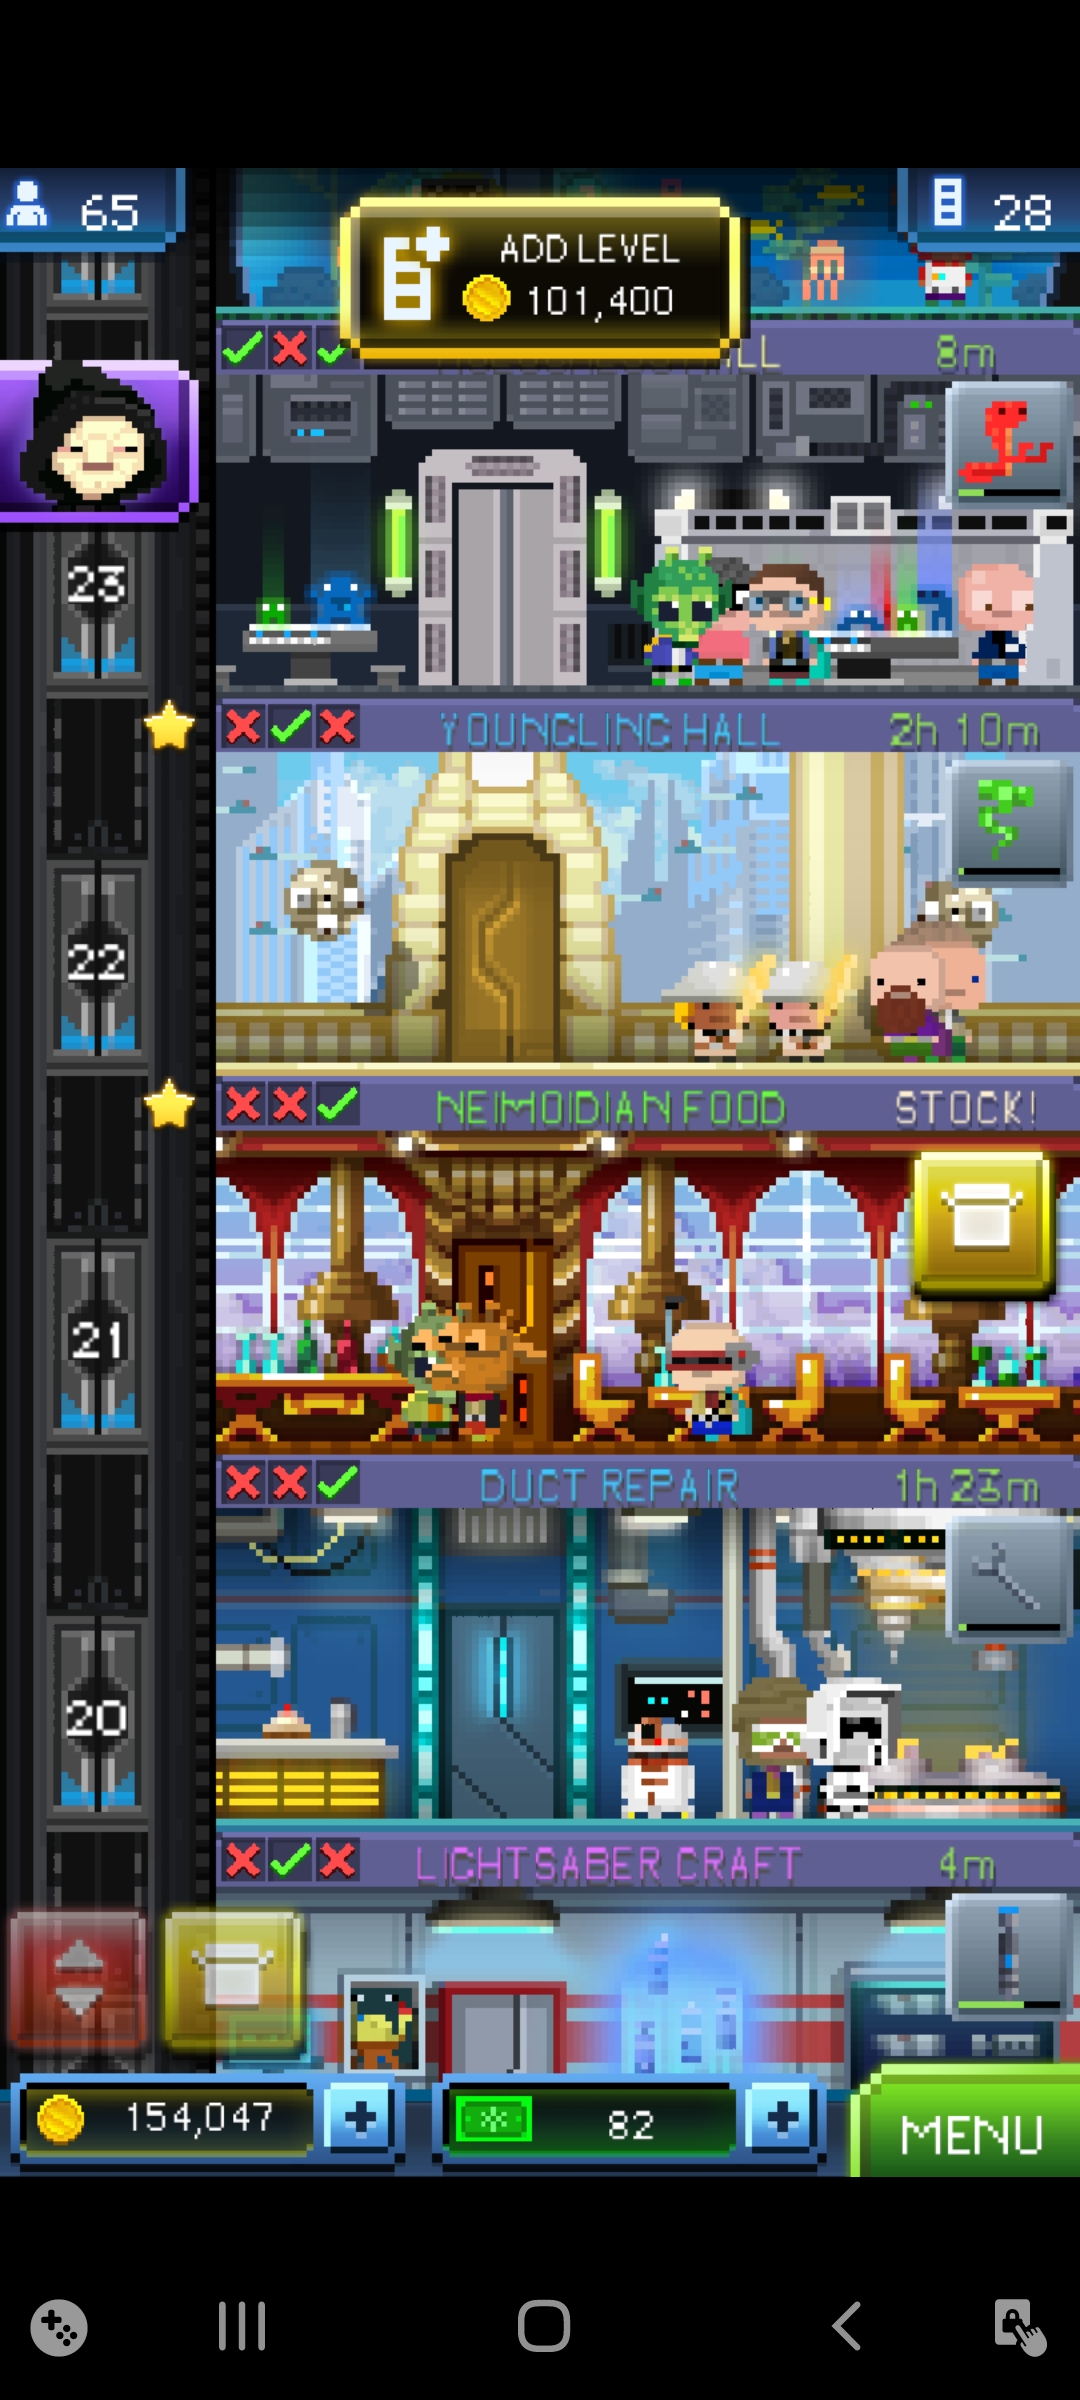 65
28
ADD LEVEL
101,400
LL
8m
23
YOUNGLING HALL
2h 10m
22
NEIMOIDIAN FOOD
STOCK!
21
DUCT REPAIR
1h 23m
20
LIGHTSABER CRAFT
4m
154,047
82
MENU